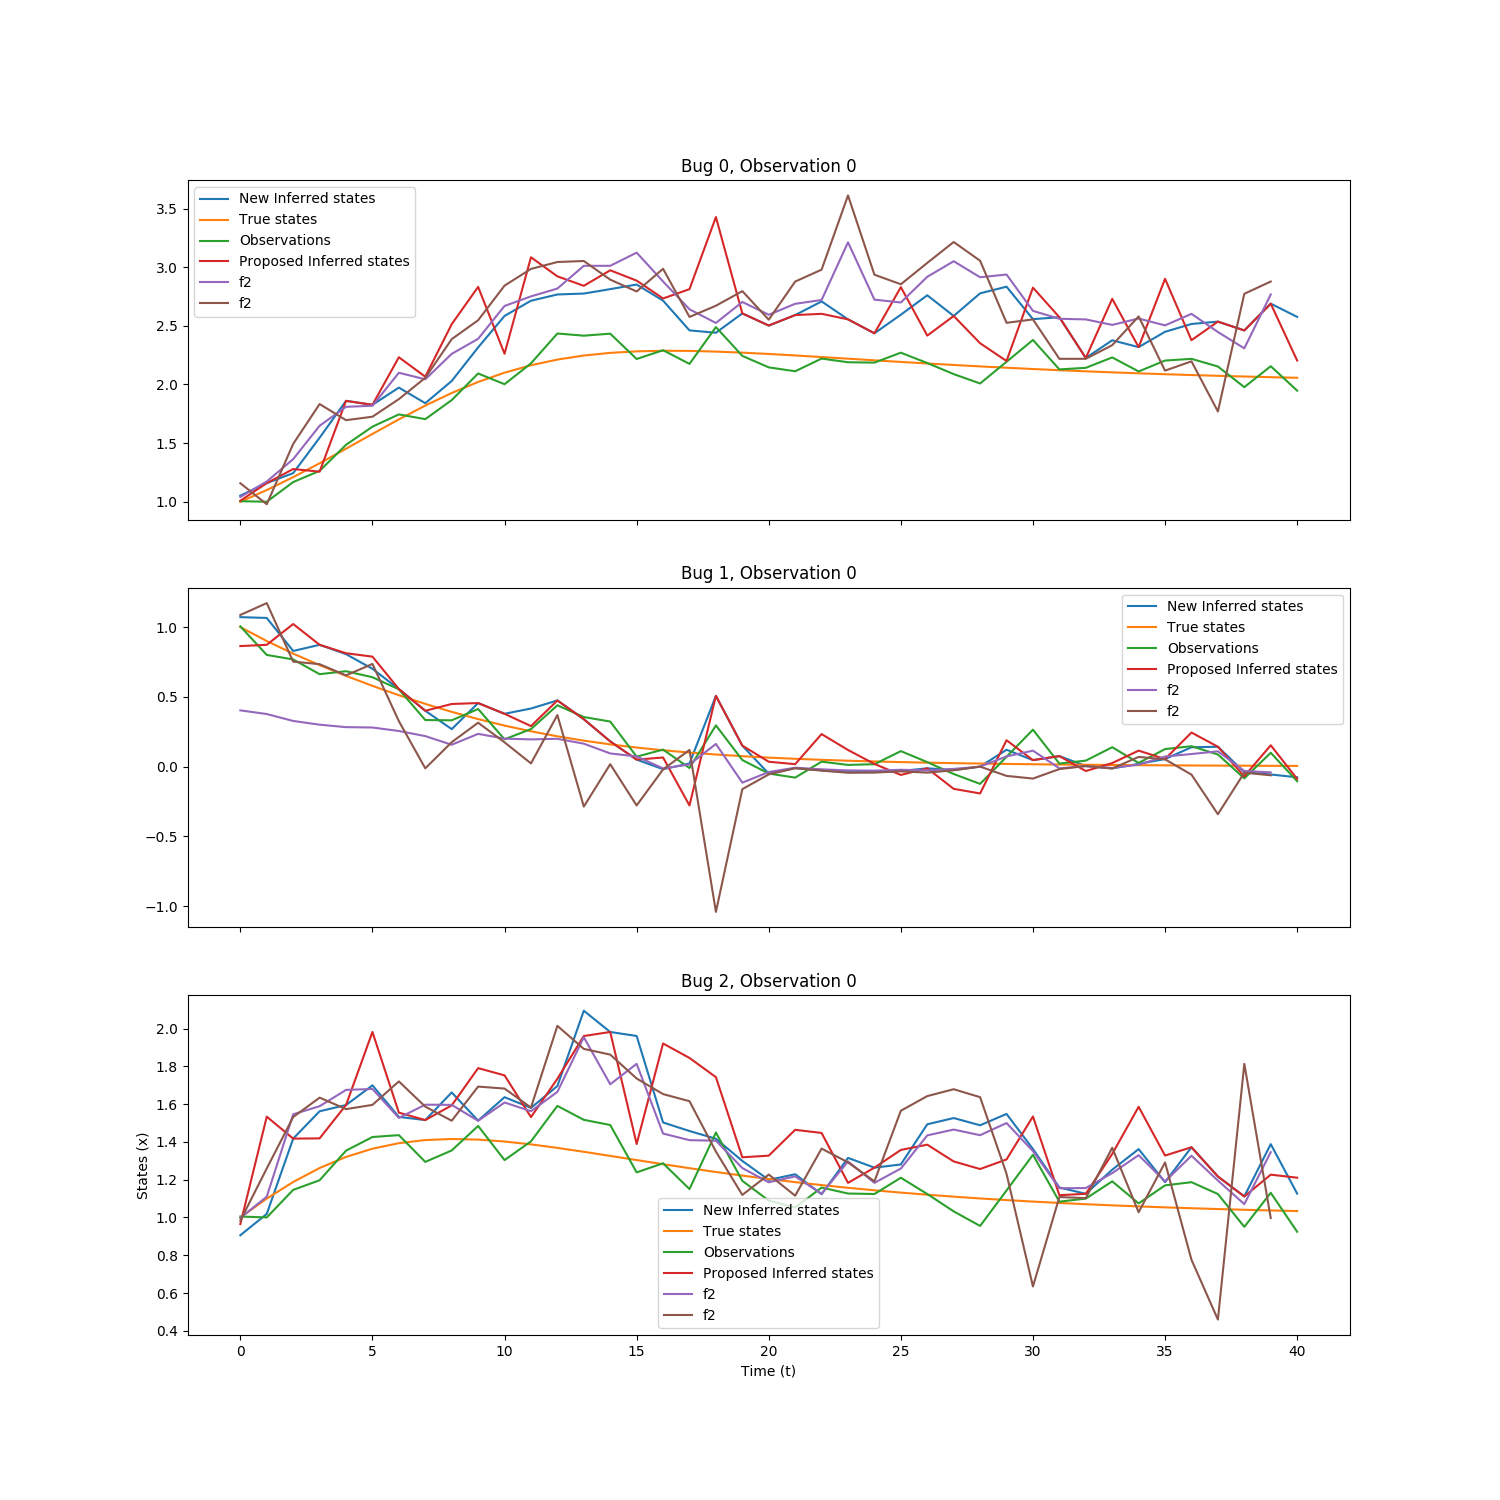 Bug 0, Observation 0
3.5
3.0
2.5
2.0
1.5
1.0
New Inferred states
True states
Observations
Proposed Inferred states
f2
f2
Bug 1, Observation 0
1.0
0.5
0.0
−0.5
−1.0
New Inferred states
True states
Observations
Proposed Inferred states
f2
f2
Bug 2, Observation 0
States (x)
2.0
1.8
1.6
1.4
1.2
1.0
0.8
0.6
0.4
New Inferred states
True states
Observations
Proposed Inferred states
f2
f2
0 5 10 15 20 25 30 35 40
Time (t)